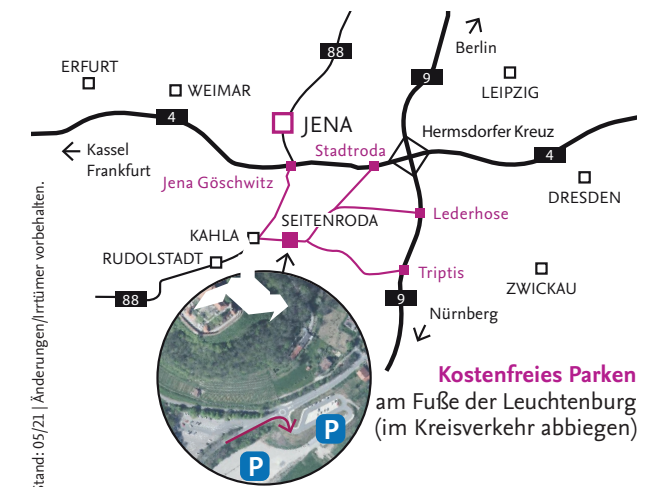 88
Berlin
ERFURT
9
WEIMAR
LEIPZIG
4
JENA
Hermsdorfer Kreuz
Kassel
Frankfurt
Stadtroda
4
Jena Göschwitz
DRESDEN
SEITENRODA
Lederhose
KAHLA
RUDOLSTADT
Triptis
ZWICKAU
88
9
Nürnberg
Kostenfreies Parken
am Fuße der Leuchtenburg
(im Kreisverkehr abbiegen)
P
P
Stand: 05/21 | Änderungen/Irrtümer vorbehalten.